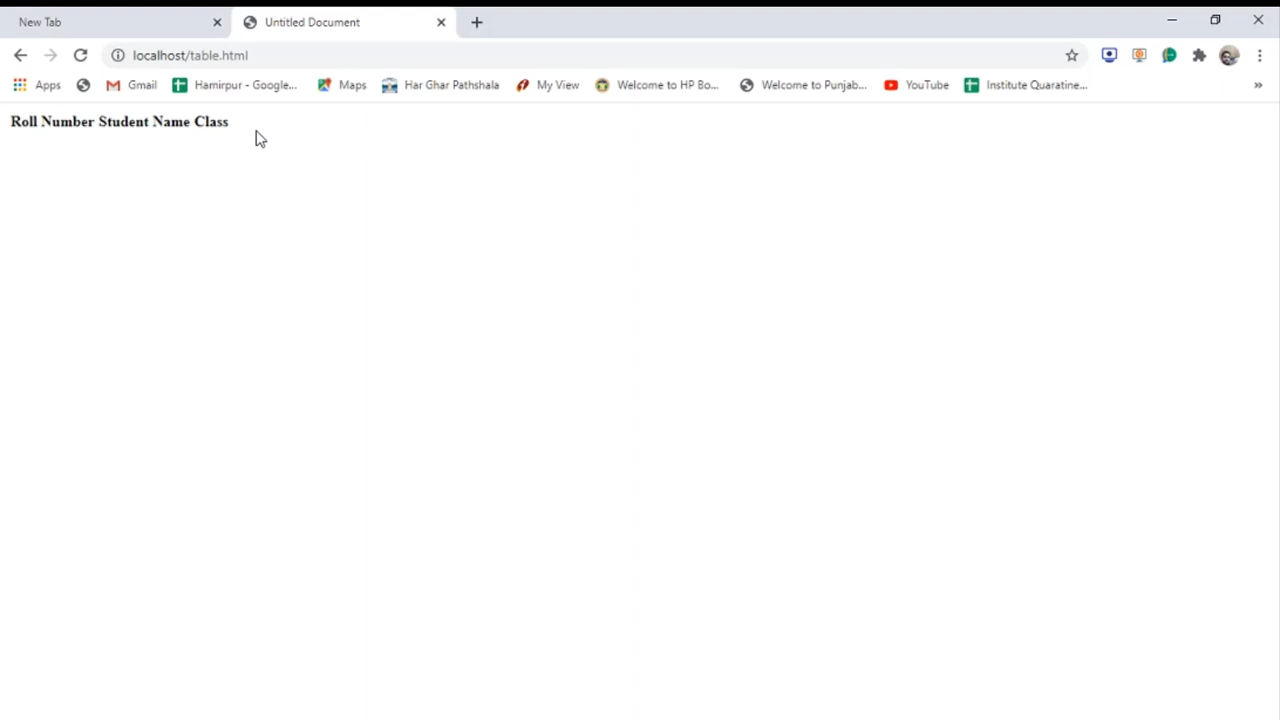 New Tab
Untitled Document
localhost/table.html
Apps Gmail Hamirpur - Google... Maps Har Ghar Pathshala My View Welcome to HP Bo... Welcome to Punjab... YouTube Institute Quaratine... »
Roll Number Student Name Class